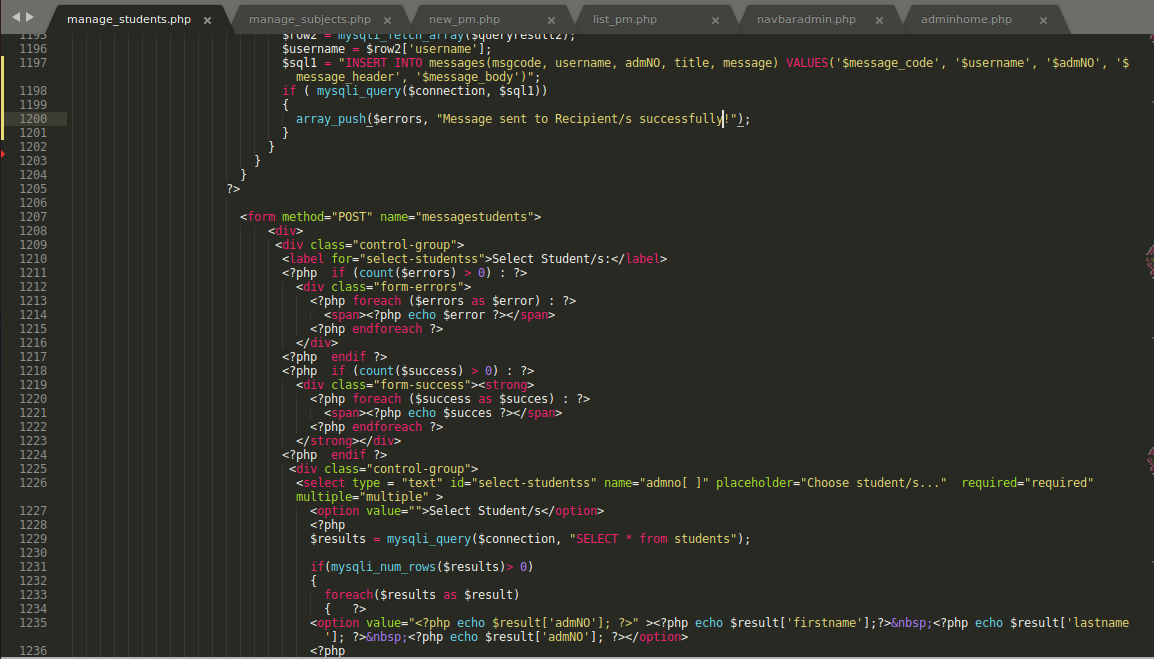 manage_students.php × manage_subjects.php × new_pm.php × list_pm.php × navbaradmin.php × adminhome.php ×
1195 $row2 = mysqli_fetch_array($queryresult2);
1196 $username = $row2['username'];
1197 $sql1 = "INSERT INTO messages(msgcode, username, admNO, title, message) VALUES('$message_code', '$username', '$admNO', '$
message_header', '$message_body')";
1198 if ( mysqli_query($connection, $sql1))
1199 {
1200 array_push($errors, "Message sent to Recipient/s successfully!");
1201 }
1202 }
1203 }
1204 }
1205 ?>
1206
1207 <form method="POST" name="messagestudents">
1208 <div>
1209 <div class="control-group">
1210 <label for="select-studentss">Select Student/s:</label>
1211 <?php  if (count($errors) > 0) : ?>
1212 <div class="form-errors">
1213 <?php foreach ($errors as $error) : ?>
1214 <span><?php echo $error ?></span>
1215 <?php endforeach ?>
1216 </div>
1217 <?php  endif ?>
1218 <?php  if (count($success) > 0) : ?>
1219 <div class="form-success"><strong>
1220 <?php foreach ($success as $succes) : ?>
1221 <span><?php echo $succes ?></span>
1222 <?php endforeach ?>
1223 </strong></div>
1224 <?php  endif ?>
1225 <div class="control-group">
1226 <select type = "text" id="select-studentss" name="admno[ ]" placeholder="Choose student/s..."  required="required"
multiple="multiple" >
1227 <option value="">Select Student/s</option>
1228 <?php
1229 $results = mysqli_query($connection, "SELECT * from students");
1230
1231 if(mysqli_num_rows($results)> 0)
1232 {
1233 foreach($results as $result)
1234 {   ?>
1235 <option value="<?php echo $result['admNO']; ?>" ><?php echo $result['firstname'];?>&nbsp;<?php echo $result['lastname
']; ?>&nbsp;<?php echo $result['admNO']; ?></option>
1236 <?php